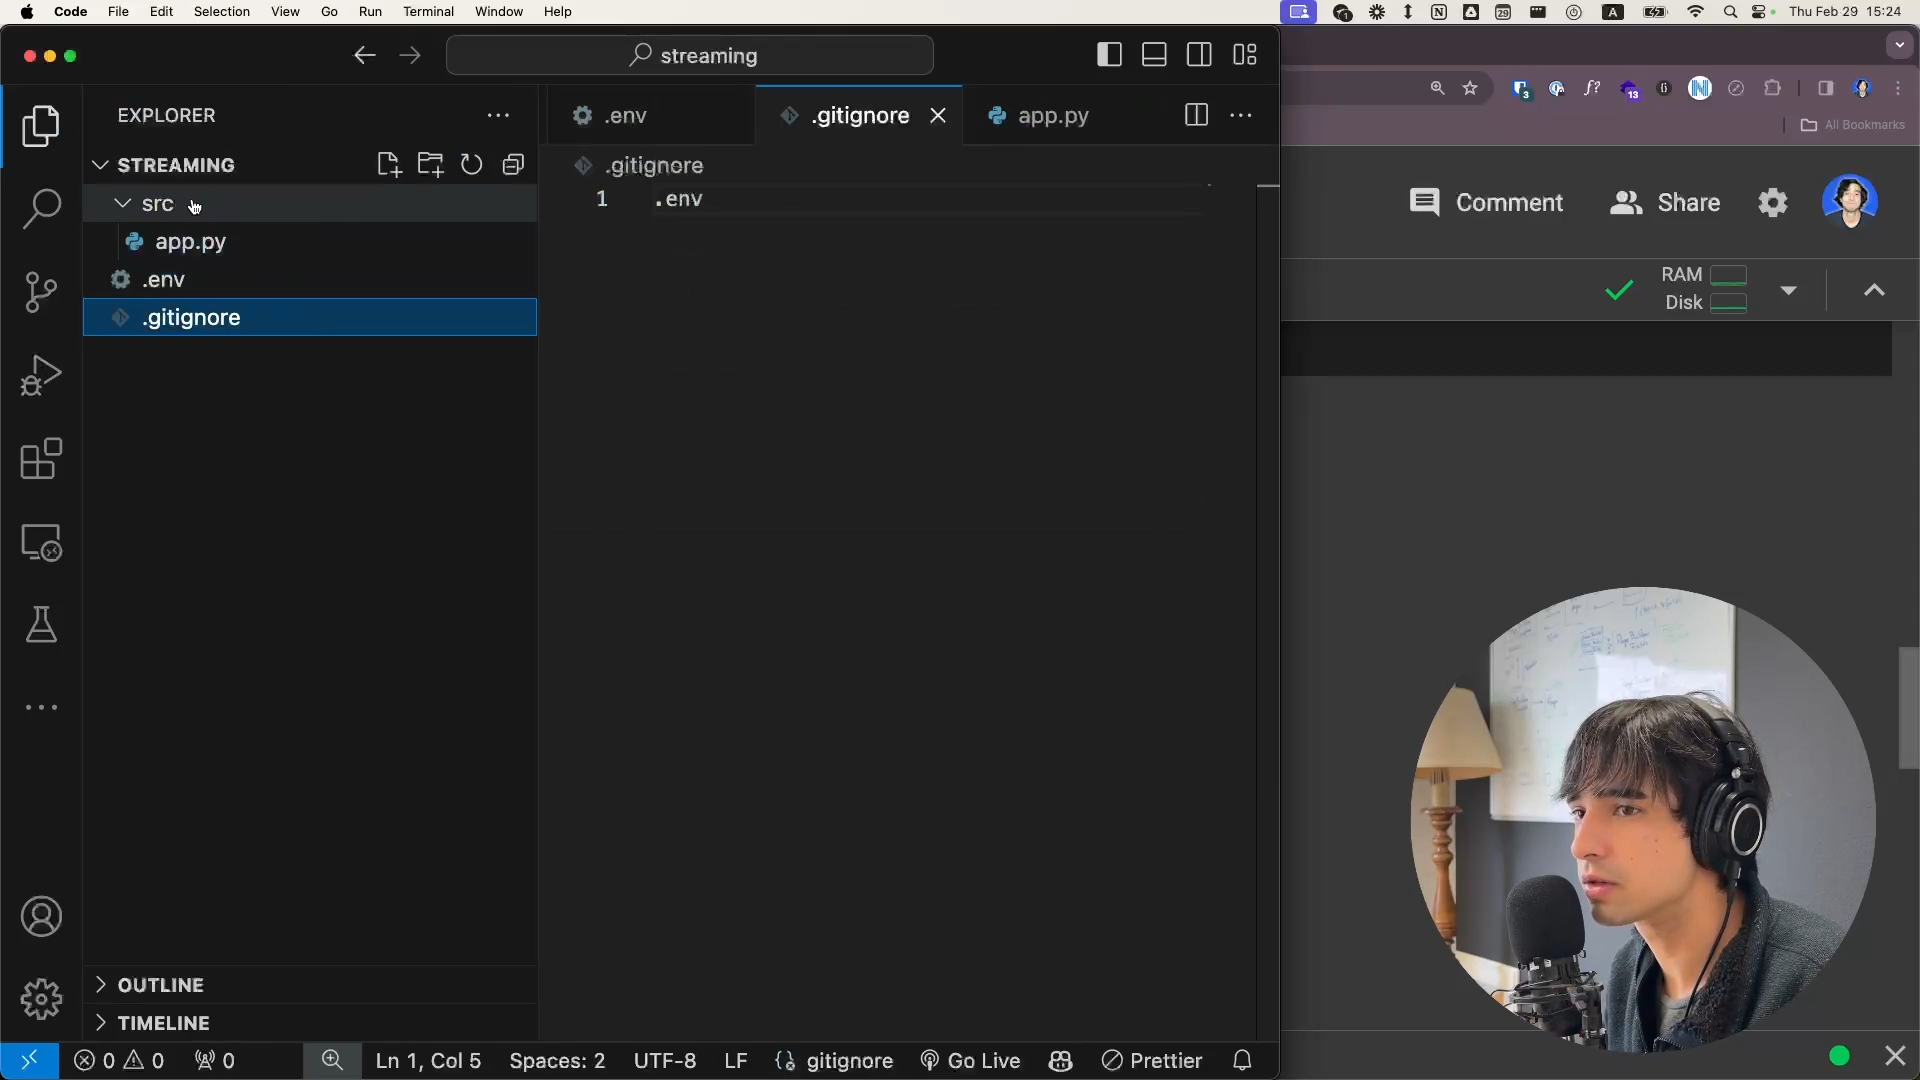 Code File Edit Selection View Go Run Terminal Window Help
Thu Feb 29 15:24
streaming
EXPLORER
.env
.gitignore
app.py
STREAMING
.gitignore
src
1 .env
app.py
.env
.gitignore
3
13
All Bookmarks
Comment
Share
RAM
Disk
OUTLINE
TIMELINE
0 0 0
Ln 1, Col 5
Spaces: 2
UTF-8
LF
gitignore
Go Live
Prettier